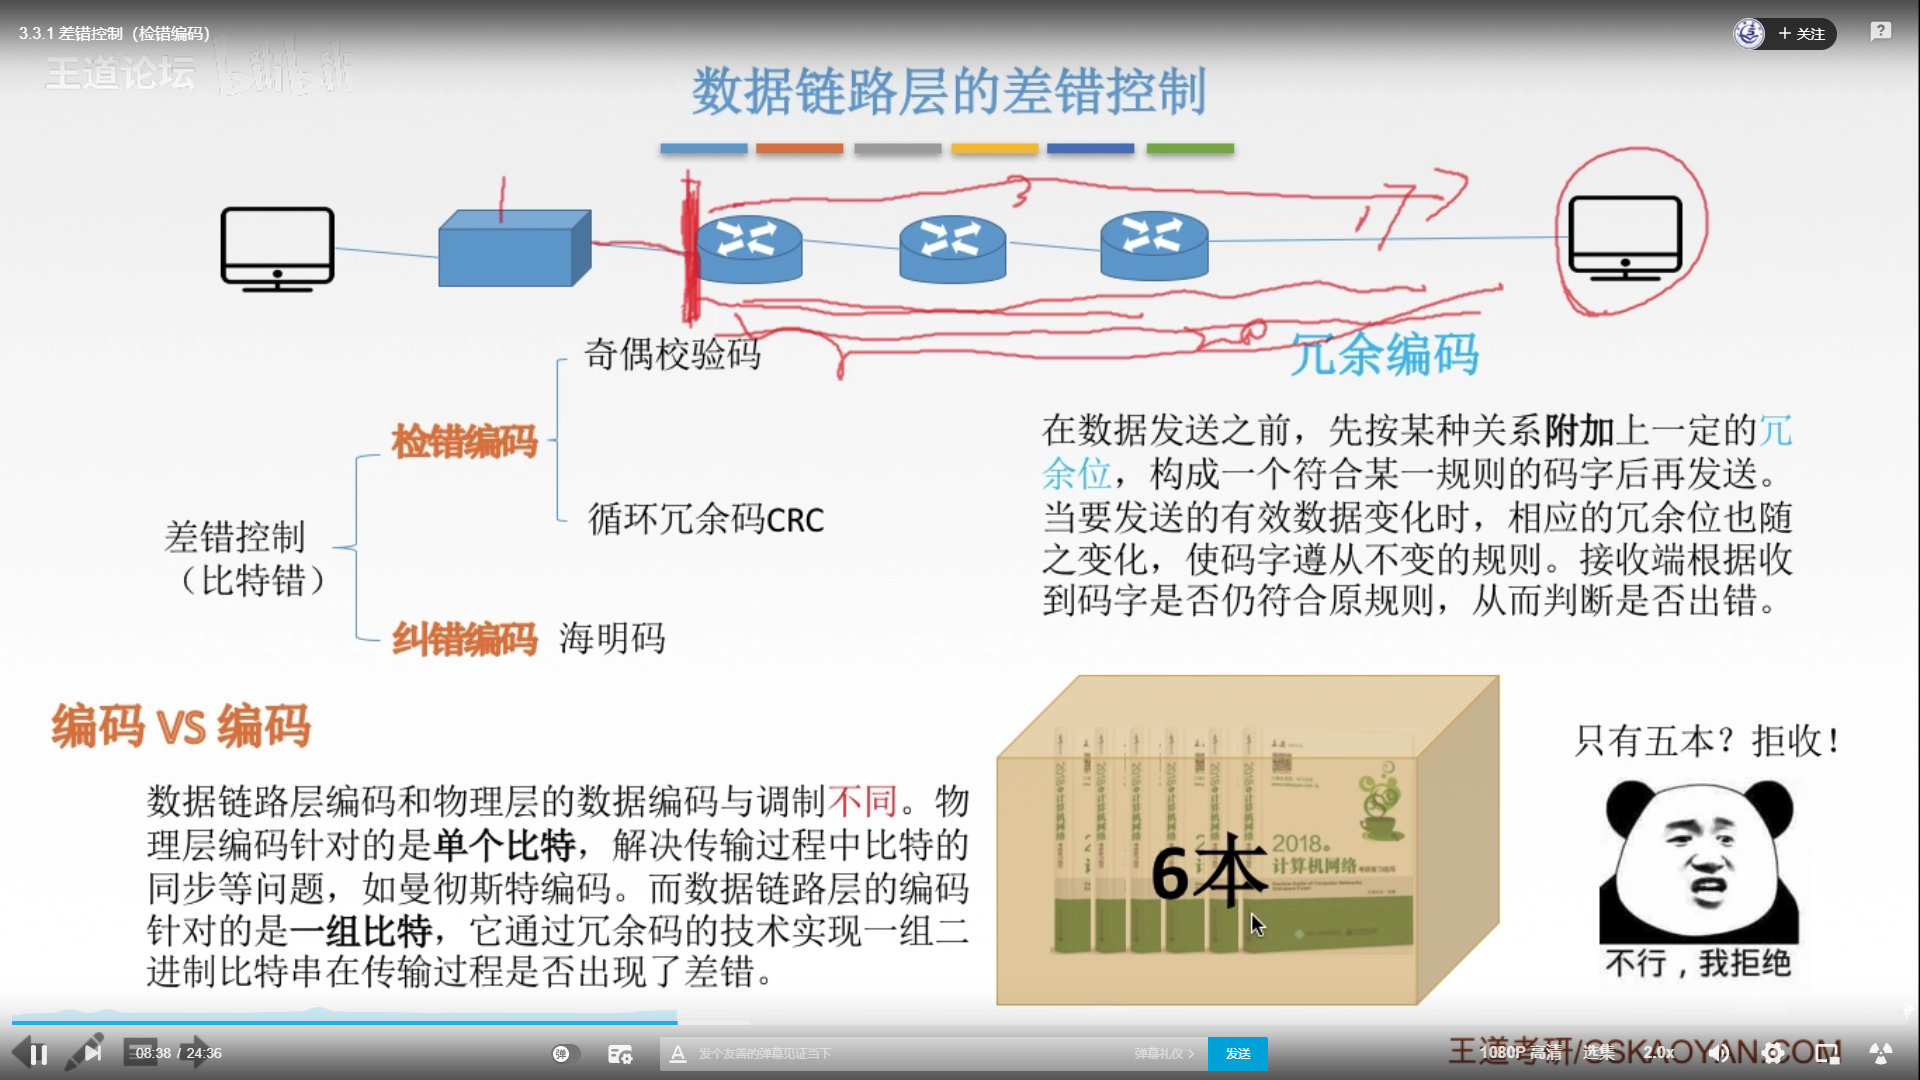 3.3.1 差错控制（检错编码）
+ 关注
王道论坛 bilibili
数据链路层的差错控制
3
17
奇偶校验码
冗余编码
检错编码
循环冗余码CRC
差错控制
（比特错）
纠错编码 海明码
在数据发送之前，先按某种关系附加上一定的冗
余位，构成一个符合某一规则的码字后再发送。
当要发送的有效数据变化时，相应的冗余位也随
之变化，使码字遵从不变的规则。接收端根据收
到码字是否仍符合原规则，从而判断是否出错。
编码 VS 编码
数据链路层编码和物理层的数据编码与调制不同。物
理层编码针对的是单个比特，解决传输过程中比特的
同步等问题，如曼彻斯特编码。而数据链路层的编码
针对的是一组比特，它通过冗余码的技术实现一组二
进制比特串在传输过程是否出现了差错。
2018。
计算机网络
6本
只有五本？拒收！
不行，我拒绝
王道考研/CSKAOYAN.COM
08:38 / 24:36
弹
发个友善的弹幕见证当下
弹幕礼仪 >
发送
1080P 高清
选集
2.0x